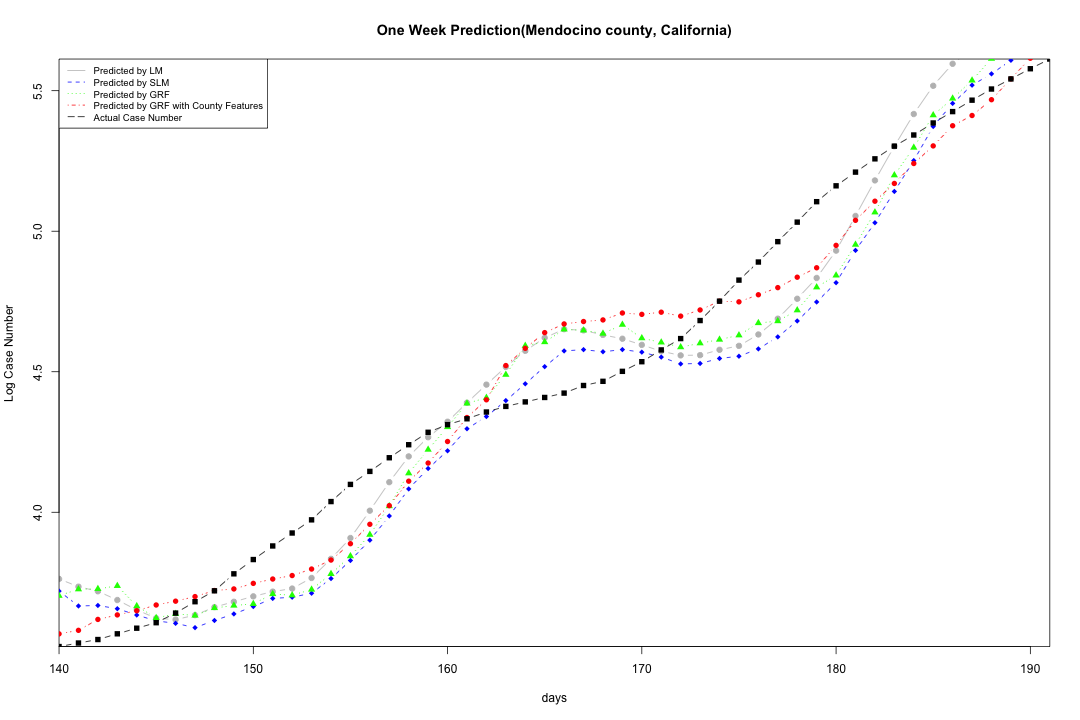 One Week Prediction(Mendocino county, California)
Predicted by LM
Predicted by SLM
Predicted by GRF
Predicted by GRF with County Features
Actual Case Number
5.5
5.0
4.5
4.0
Log Case Number
140 150 160 170 180 190
days